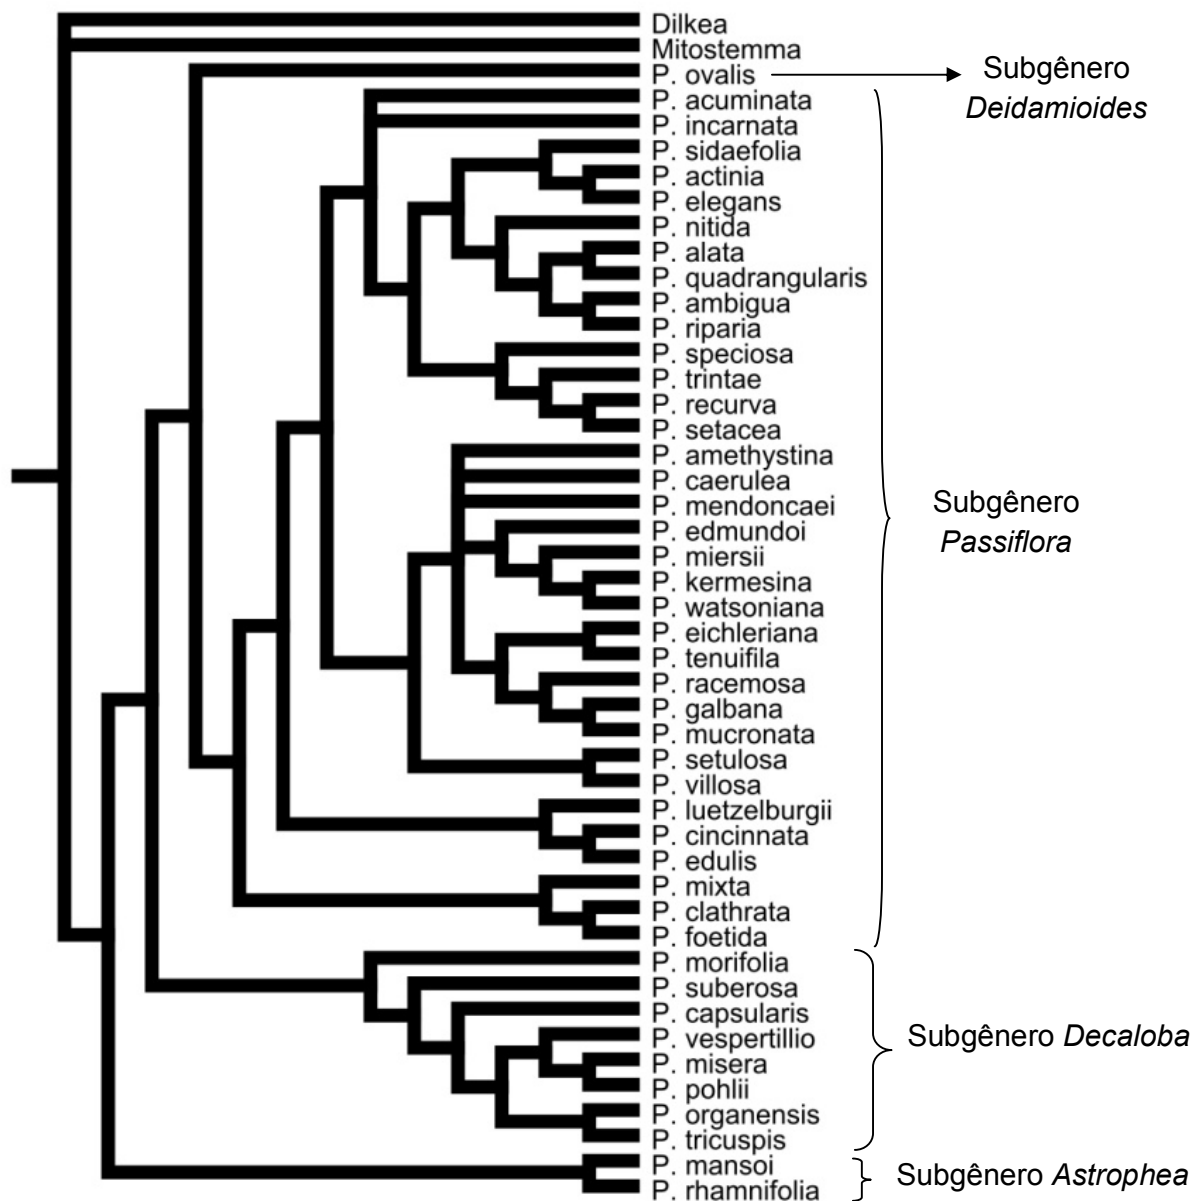 Dilkea
Mitostemma
P. ovalis
P. acuminata
P. incarnata
P. sidaefolia
P. actinia
P. elegans
P. nitida
P. alata
P. quadrangularis
P. ambigua
P. riparia
P. speciosa
P. trintae
P. recurva
P. setacea
P. amethystina
P. caerulea
P. mendoncaei
P. edmundoi
P. miersii
P. kermesina
P. watsoniana
P. eichleriana
P. tenuifila
P. racemosa
P. galbana
P. mucronata
P. setulosa
P. villosa
P. luetzelburgii
P. cincinnata
P. edulis
P. mixta
P. clathrata
P. foetida
P. morifolia
P. suberosa
P. capsularis
P. vespertillio
P. misera
P. pohlii
P. organensis
P. tricuspis
P. mansoi
P. rhamnifolia
Subgênero
Deidamioides
Subgênero
Passiflora
Subgênero Decaloba
Subgênero Astrophea